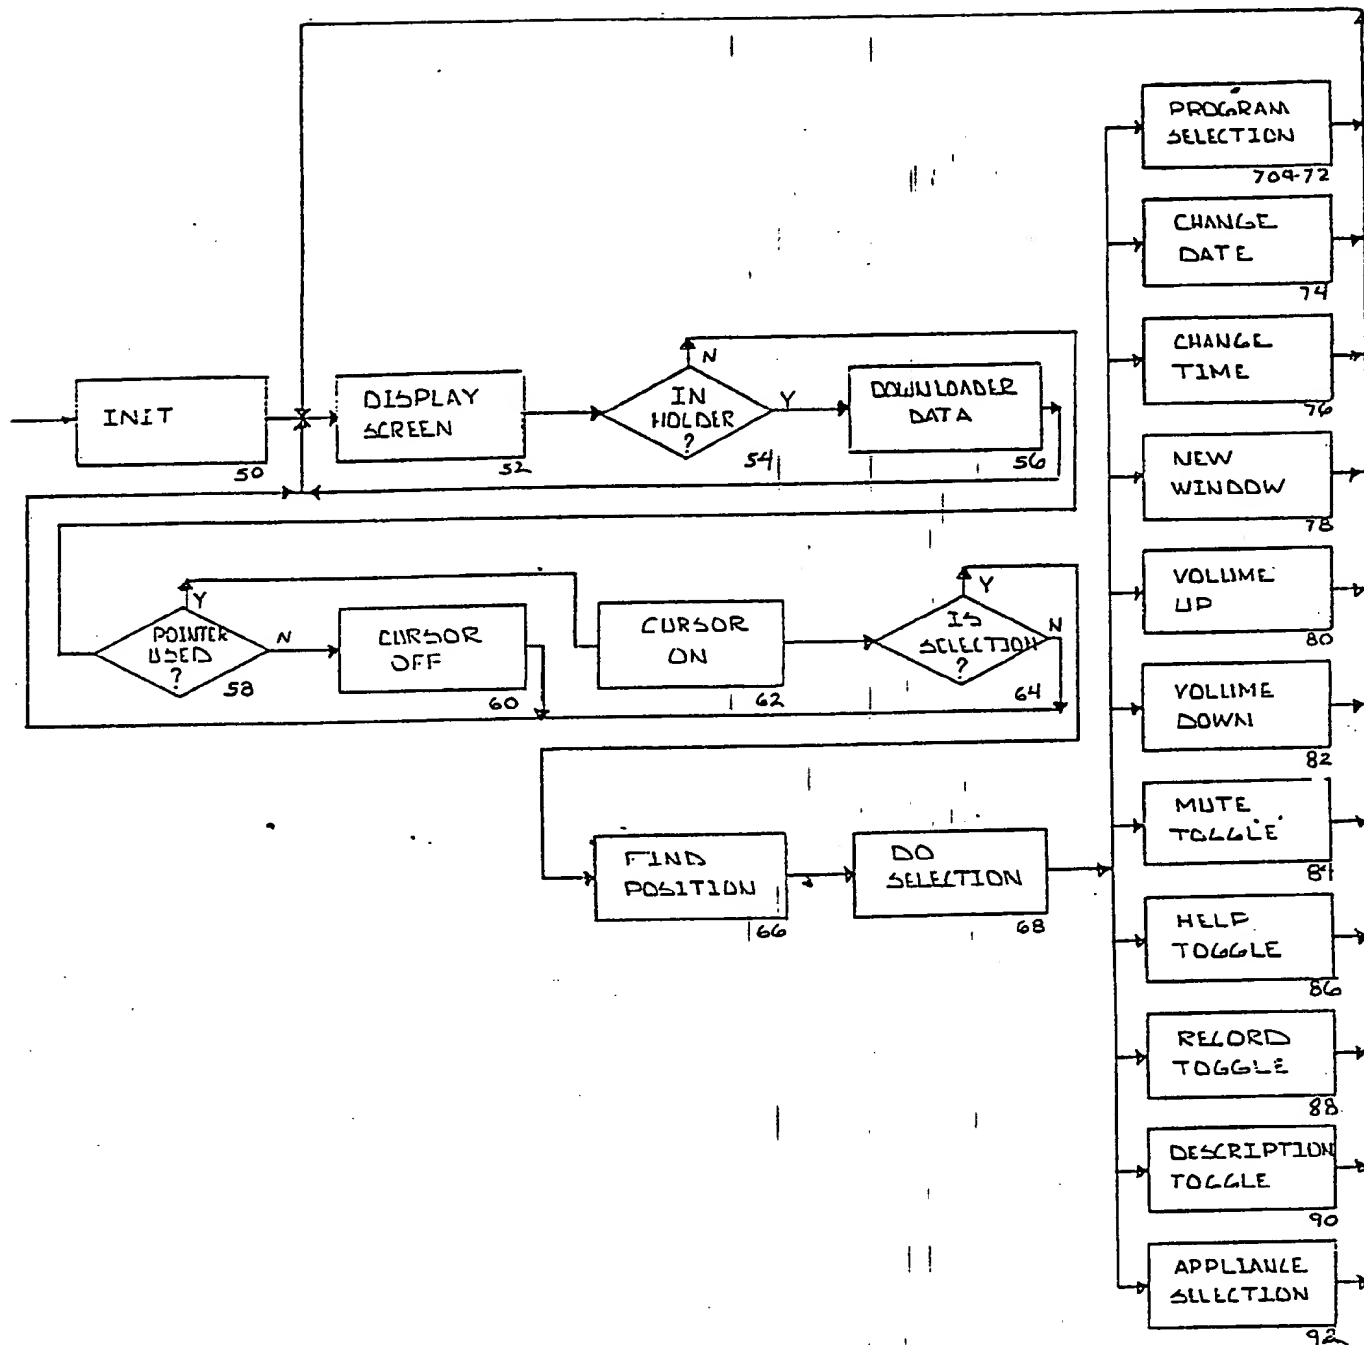 PROGRAM
SELECTION
70&72
CHANGE
DATE
74
CHANGE
TIME
76
NEW
WINDOW
78
VOLUME
UP
80
VOLUME
DOWN
82
MUTE
TOGGLE
84
HELP
TOGGLE
86
RECORD
TOGGLE
88
DESCRIPTION
TOGGLE
90
APPLIANCE
SELECTION
92
INIT
50
DISPLAY
SCREEN
52
IN
HOLDER
?
54
N
Y
DOWNLOADER
DATA
56
POINTER
USED
?
58
Y
N
CURSOR
OFF
60
CURSOR
ON
62
IS
SELECTION
?
64
Y
N
FIND
POSITION
66
DO
SELECTION
68